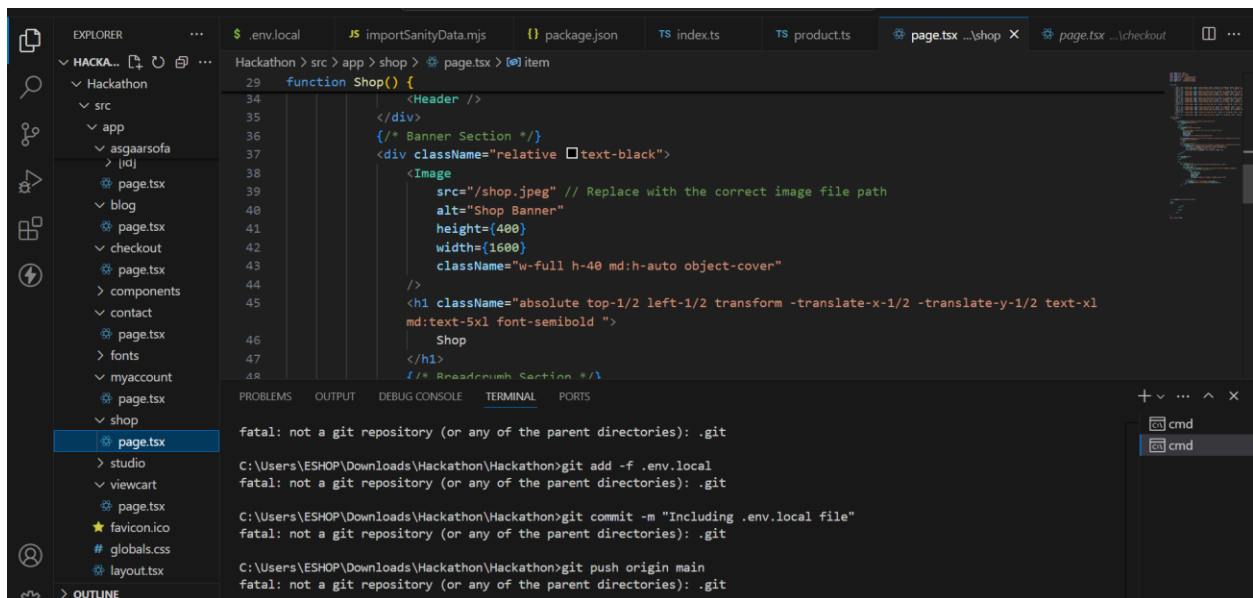 EXPLORER
···
$ .env.local
JS importSanityData.mjs
{} package.json
TS index.ts
TS product.ts
page.tsx ...\shop
page.tsx ...\checkout
···
HACKA...
···
Hackathon
src
app
asgaarsofa
[id]
page.tsx
blog
page.tsx
checkout
page.tsx
components
contact
page.tsx
fonts
myaccount
page.tsx
shop
page.tsx
studio
viewcart
page.tsx
favicon.ico
# globals.css
layout.tsx
OUTLINE
Hackathon > src > app > shop > page.tsx > item
29 function Shop() {
34 <Header />
35 </div>
36 {/* Banner Section */}
37 <div className="relative text-black">
38 <Image
39 src="/shop.jpeg" // Replace with the correct image file path
40 alt="Shop Banner"
41 height={400}
42 width={1600}
43 className="w-full h-40 md:h-auto object-cover"
44 />
45 <h1 className="absolute top-1/2 left-1/2 transform -translate-x-1/2 -translate-y-1/2 text-xl
md:text-5xl font-semibold ">
46 Shop
47 </h1>
48 {/* Breadcrumb Section */}
PROBLEMS OUTPUT DEBUG CONSOLE TERMINAL PORTS
fatal: not a git repository (or any of the parent directories): .git
C:\Users\ESHOP\Downloads\Hackathon\Hackathon>git add -f .env.local
fatal: not a git repository (or any of the parent directories): .git
C:\Users\ESHOP\Downloads\Hackathon\Hackathon>git commit -m "Including .env.local file"
fatal: not a git repository (or any of the parent directories): .git
C:\Users\ESHOP\Downloads\Hackathon\Hackathon>git push origin main
fatal: not a git repository (or any of the parent directories): .git
cmd
cmd